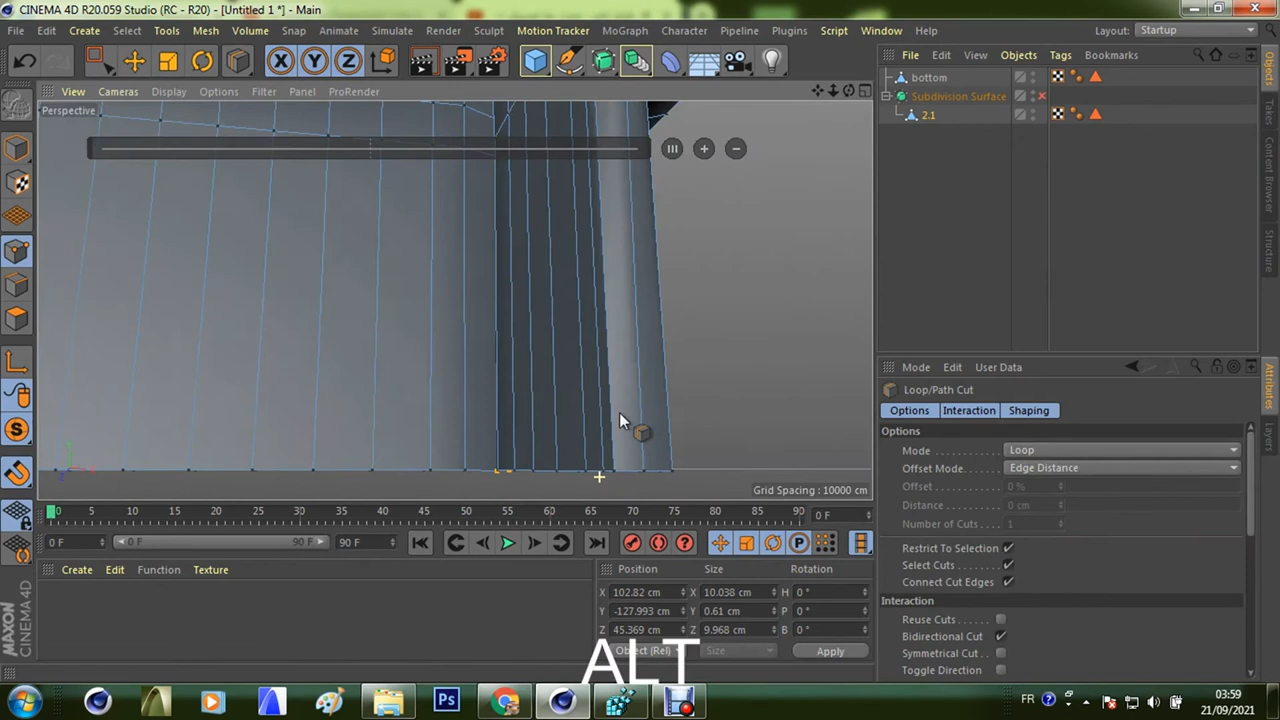 CINEMA 4D R20.059 Studio (RC - R20) - [Untitled 1 *] - Main
File Edit Create Select Tools Mesh Volume Snap Animate Simulate Render Sculpt Motion Tracker MoGraph Character Pipeline Plugins Script Window Help Layout: Startup
File Edit View Objects Tags
View Cameras Display Options Filter Panel ProRender
bottom
Subdivision Surface
2.1
Perspective
Objects
Takes
Content Browser
Structure
Mode Edit User Data
Loop/Path Cut
Options Interaction Shaping
Options
Mode Loop
Offset Mode Edge Distance
Offset 0 %
Distance 0 cm
Number of Cuts 1
Restrict To Selection
Select Cuts
Connect Cut Edges
Interaction
Reuse Cuts
Bidirectional Cut
Symmetrical Cut
Toggle Direction
Attributes
Layers
Grid Spacing : 10000 cm
0 5 10 15 20 25 30 35 40 45 50 55 60 65 70 75 80 85 90 0 F
0 F 0 F 90 F 90 F
Create Edit Function Texture
Position Size Rotation
X 102.82 cm X 10.038 cm H 0 °
Y -127.993 cm Y 0.61 cm P 0 °
Z 45.369 cm Z 9.968 cm B 0 °
Object (Rel) Size Apply
MAXON CINEMA 4D
ALT
Ps
FR
03:59
21/09/2021